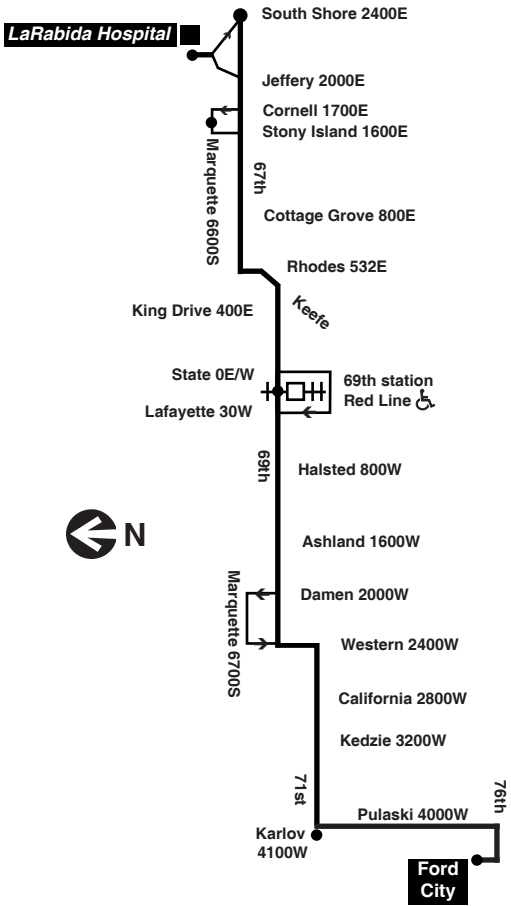 South Shore 2400E
LaRabida Hospital
Jeffery 2000E
Cornell 1700E
Stony Island 1600E
Marquette 6600S
67th
Cottage Grove 800E
Rhodes 532E
Keefe
King Drive 400E
State 0E/W
69th station
Red Line
Lafayette 30W
69th
Halsted 800W
N
Ashland 1600W
Marquette 6700S
Damen 2000W
Western 2400W
California 2800W
Kedzie 3200W
71st
76th
Pulaski 4000W
Karlov
4100W
Ford
City